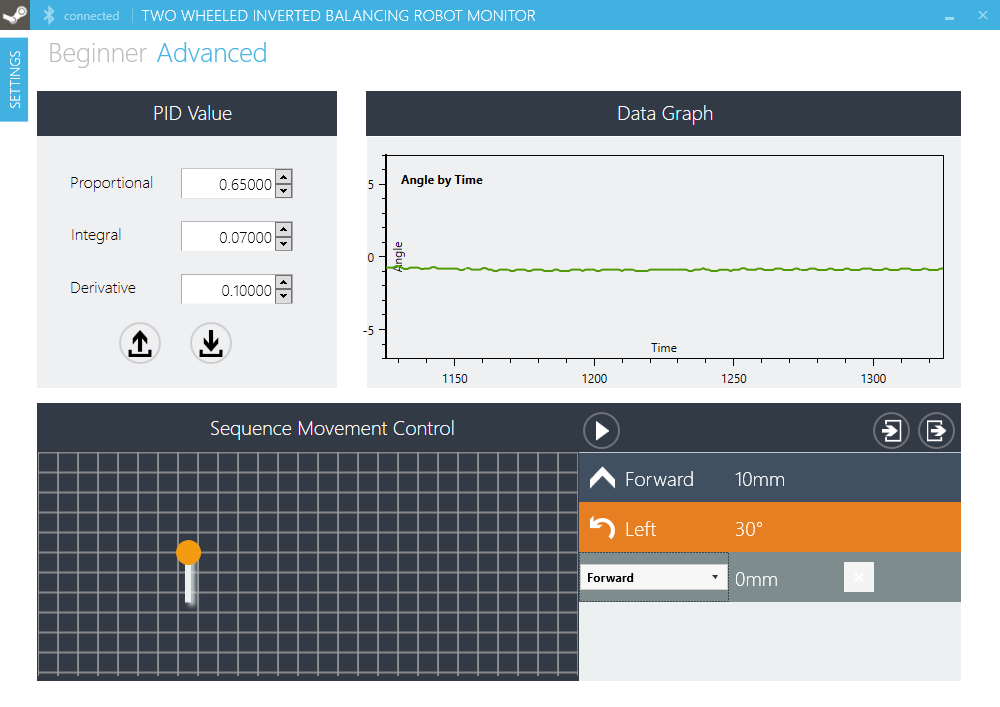 connected TWO WHEELED INVERTED BALANCING ROBOT MONITOR
SETTINGS
Beginner Advanced
PID Value
Proportional 0.65000
Integral 0.07000
Derivative 0.10000
Data Graph
Angle by Time
5
0
-5
Angle
Time
1150 1200 1250 1300
Sequence Movement Control
Forward 10mm
Left 30°
Forward 0mm